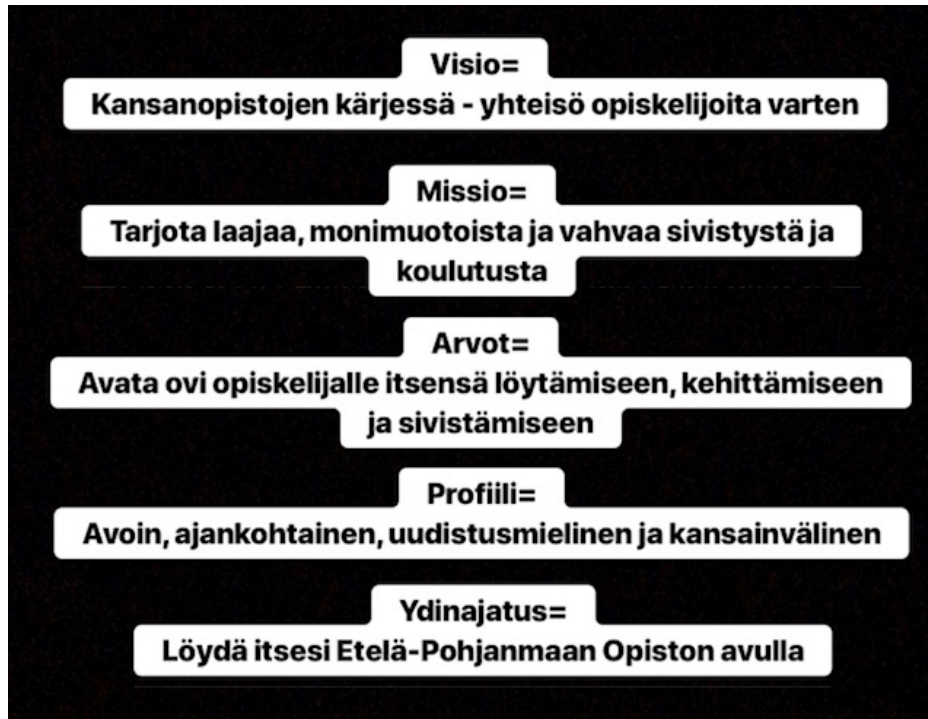 Visio=
Kansanopistojen kärjessä - yhteisö opiskelijoita varten
Missio=
Tarjota laajaa, monimuotoista ja vahvaa sivistystä ja
koulutusta
Arvot=
Avata ovi opiskelijalle itsensä löytämiseen, kehittämiseen
ja sivistämiseen
Profiili=
Avoin, ajankohtainen, uudistusmielinen ja kansainvälinen
Ydinajatus=
Löydä itsesi Etelä-Pohjanmaan Opiston avulla